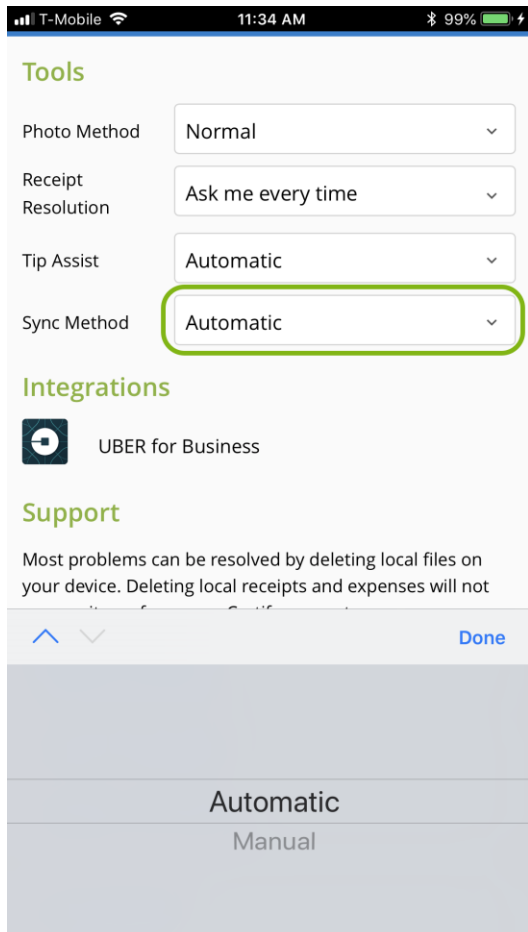 T-Mobile 11:34 AM 99%
Tools
Photo Method Normal
Receipt
Resolution Ask me every time
Tip Assist Automatic
Sync Method Automatic
Integrations
UBER for Business
Support
Most problems can be resolved by deleting local files on
your device. Deleting local receipts and expenses will not
Done
Automatic
Manual